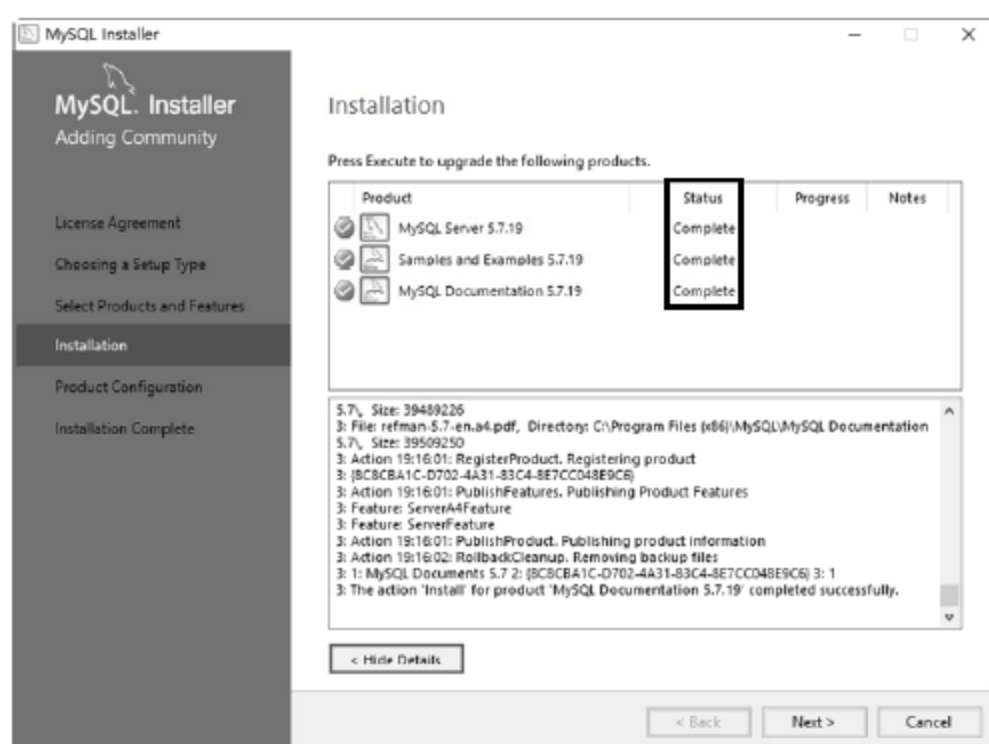 MySQL Installer
MySQL. Installer
Adding Community
License Agreement
Choosing a Setup Type
Select Products and Features
Installation
Product Configuration
Installation Complete
Installation
Press Execute to upgrade the following products.
Product Status Progress Notes
MySQL Server 5.7.19 Complete
Samples and Examples 5.7.19 Complete
MySQL Documentation 5.7.19 Complete
5.7\, Size: 39489226
3: File: refman-5.7-en.a4.pdf, Directory: C:\Program Files (x86)\MySQL\MySQL Documentation
5.7\, Size: 39509250
3: Action 19:16:01: RegisterProduct. Registering product
3: {8C8CBA1C-D702-4A31-83C4-8E7CC048E9C6}
3: Action 19:16:01: PublishFeatures. Publishing Product Features
3: Feature: ServerA4Feature
3: Feature: ServerFeature
3: Action 19:16:01: PublishProduct. Publishing product information
3: Action 19:16:02: RollbackCleanup. Removing backup files
3: 1: MySQL Documents 5.7 2: {8C8CBA1C-D702-4A31-83C4-8E7CC048E9C6} 3: 1
3: The action 'Install' for product 'MySQL Documentation 5.7.19' completed successfully.
< Hide Details
< Back Next > Cancel